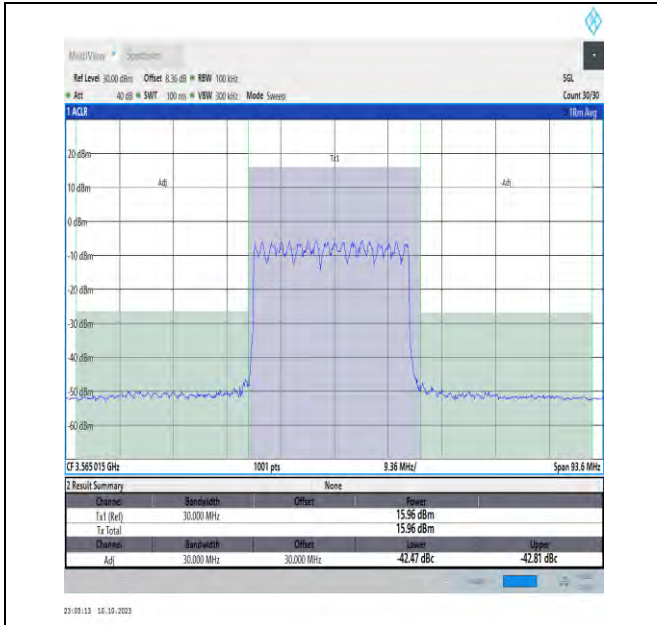 MultiView Spectrum
Ref Level 30.00 dBm Offset 8.36 dB RBW 100 kHz SGL
Att 40 dB SWT 100 ms VBW 300 kHz Mode Sweep Count 30/30
1 ACLR 1Rm Avg
20 dBm
Tx1
Adj Adj
10 dBm
0 dBm
-10 dBm
-20 dBm
-30 dBm
-40 dBm
-50 dBm
-60 dBm
CF 3.565 015 GHz 1001 pts 9.36 MHz/ Span 93.6 MHz
2 Result Summary None
Channel Bandwidth Offset Power
Tx1 (Ref) 30.000 MHz 15.96 dBm
Tx Total 15.96 dBm
Channel Bandwidth Offset Lower Upper
Adj 30.000 MHz 30.000 MHz -42.47 dBc -42.81 dBc
23:03:13 10.10.2023